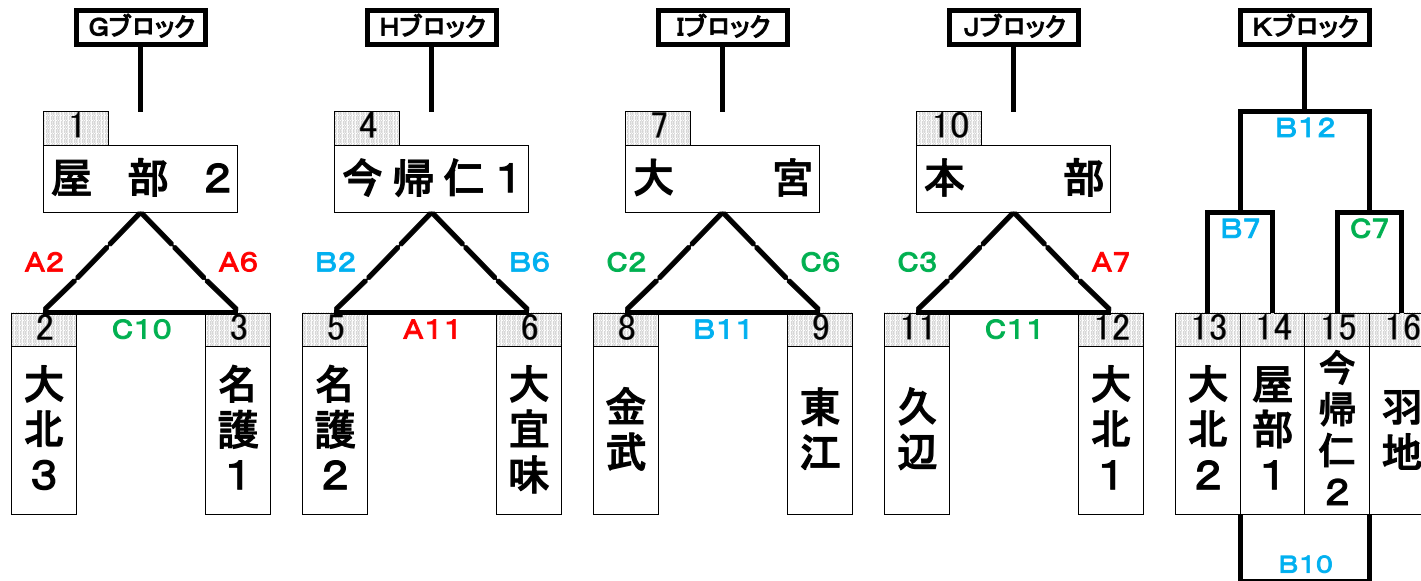 Gブロック
Hブロック
Iブロック
Jブロック
Kブロック
1
4
7
10
B12
屋部2
今帰仁1
大宮
本部
B7
C7
A2
A6
B2
B6
C2
C6
C3
A7
2
C10
3
5
A11
6
8
B11
9
11
C11
12
13
14
15
16
大北3
名護1
名護2
大宜味
金武
東江
久辺
大北1
大北2
屋部1
今帰仁2
羽地
B10